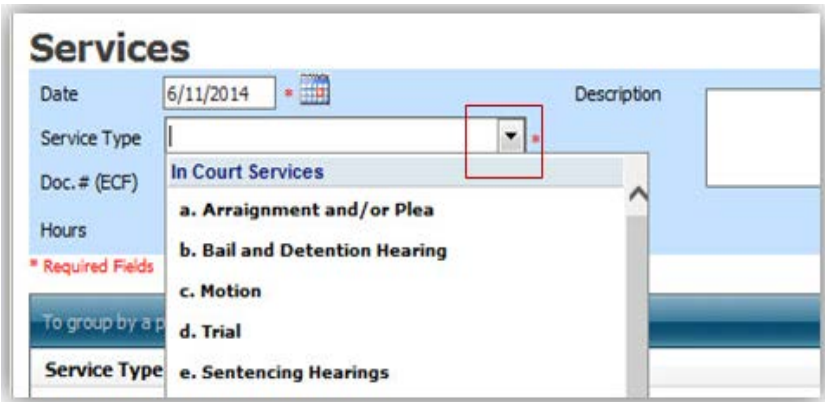 Services
Date 6/11/2014 * Description
Service Type *
Doc. # (ECF) In Court Services
a. Arraignment and/or Plea
Hours
b. Bail and Detention Hearing
* Required Fields
c. Motion
To group by a p
d. Trial
Service Type
e. Sentencing Hearings